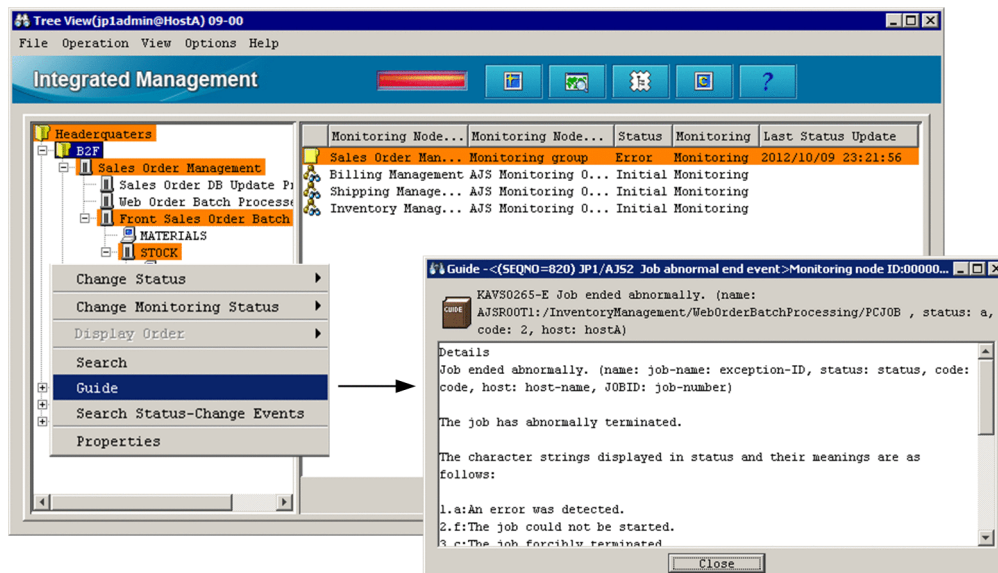 Tree View(jp1admin@HostA) 09-00
File Operation View Options Help
Integrated Management
Headerquaters
B2F
Sales Order Management
Sales Order DB Update
Web Order Batch
Front Sales Order Batch
MATERIALS
STOCK
Monitoring Node... Monitoring Node... Status Monitoring Last Status Update
Sales Order Man... Monitoring group Error Monitoring 2012/10/09 23:21:56
Billing Management AJS Monitoring O... Initial Monitoring
Shipping Manage... AJS Monitoring O... Initial Monitoring
Inventory Manag... AJS Monitoring O... Initial Monitoring
Change Status
Change Monitoring Status
Display Order
Search
Guide
Search Status-Change Events
Properties
Guide -<(SEQNO=820) JP1/AJS2 Job abnormal end event>Monitoring node ID:00000...
GUIDE
KAVS0265-E Job ended abnormally. (name:
AJSROOT1:/InventoryManagement/WebOrderBatchProcessing/PCJOB , status: a,
code: 2, host: hostA)
Details
Job ended abnormally. (name: job-name: exception-ID, status: status, code:
code, host: host-name, JOBID: job-number)
The job has abnormally terminated.
The character strings displayed in status and their meanings are as
follows:
1.a:An error was detected.
2.f:The job could not be started.
3.c:The job forcibly terminated
Close